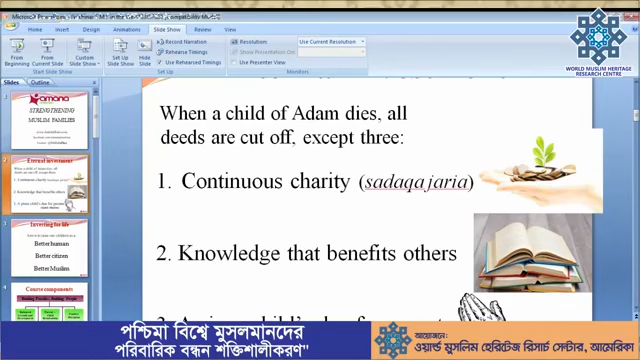 Home
Insert
Design
Animations
Slide Show
Review
View
From Beginning
From Current Slide
Custom Slide Show
Set Up Slide Show
Hide Slide
Record Narration
Rehearse Timings
Use Rehearsed Timings
Resolution:
Use Current Resolution
Show Presentation On:
Use Presenter View
Start Slide Show
Set Up
Monitors
WORLD MUSLIM HERITAGE
RESEARCH CENTRE
Slides
Outline
1
amana
STRENGTHENING
MUSLIM FAMILIES
2
Eternal investment
3
Investing for life
Better human
Better citizen
Better Muslim
4
Course components
When a child of Adam dies, all
deeds are cut off, except three:
1. Continuous charity (sadaqa jaria)
2. Knowledge that benefits others
পশ্চিমা বিশ্বে মুসলমানদের
পরিবারিক বন্ধন শক্তিশালীকরণ"
আয়োজনে:
ওয়ার্ল্ড মুসলিম হেরিটেজ রিসার্চ সেন্টার, আমেরিকা